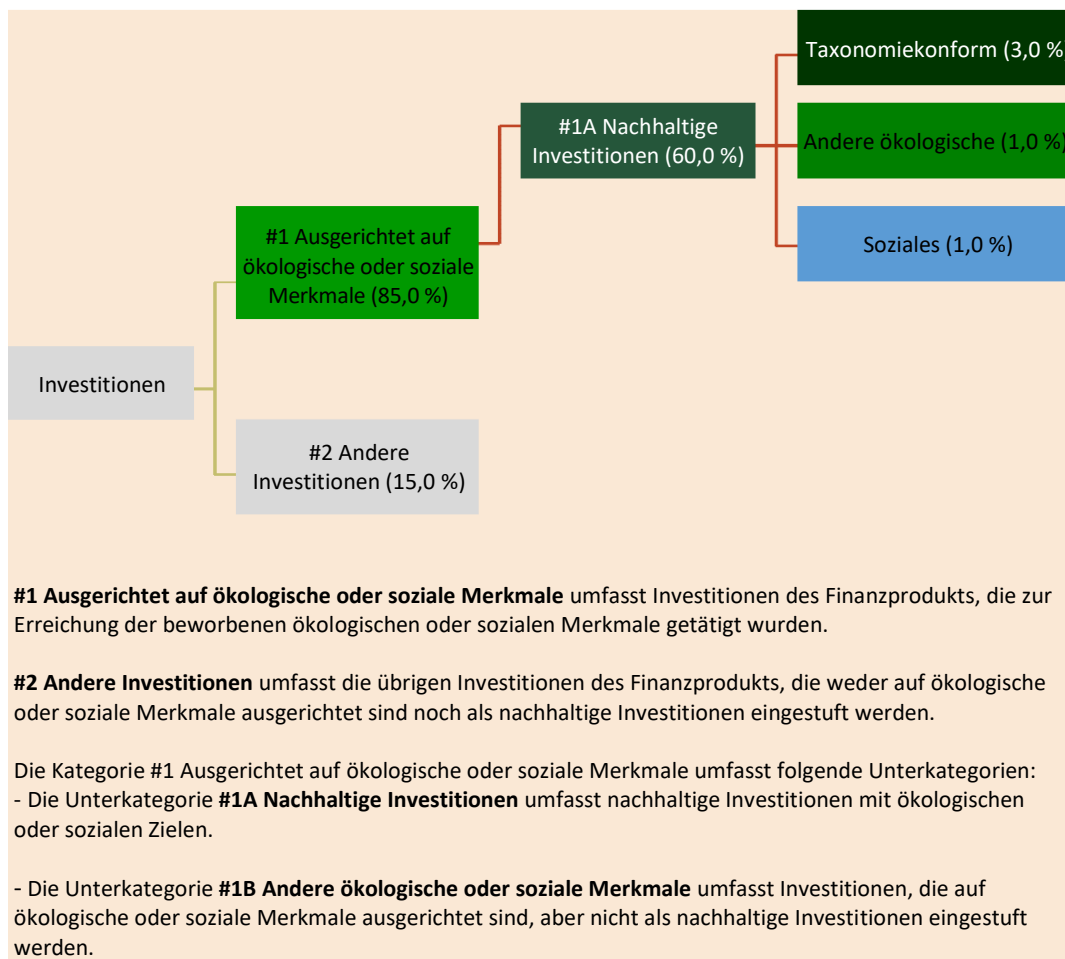 Taxonomiekonform (3,0 %)
#1A Nachhaltige
Investitionen (60,0 %)
Andere ökologische (1,0 %)
Soziales (1,0 %)
#1 Ausgerichtet auf
ökologische oder soziale
Merkmale (85,0 %)
Investitionen
#2 Andere
Investitionen (15,0 %)
#1 Ausgerichtet auf ökologische oder soziale Merkmale umfasst Investitionen des Finanzprodukts, die zur
Erreichung der beworbenen ökologischen oder sozialen Merkmale getätigt wurden.
#2 Andere Investitionen umfasst die übrigen Investitionen des Finanzprodukts, die weder auf ökologische
oder soziale Merkmale ausgerichtet sind noch als nachhaltige Investitionen eingestuft werden.
Die Kategorie #1 Ausgerichtet auf ökologische oder soziale Merkmale umfasst folgende Unterkategorien:
- Die Unterkategorie #1A Nachhaltige Investitionen umfasst nachhaltige Investitionen mit ökologischen
oder sozialen Zielen.
- Die Unterkategorie #1B Andere ökologische oder soziale Merkmale umfasst Investitionen, die auf
ökologische oder soziale Merkmale ausgerichtet sind, aber nicht als nachhaltige Investitionen eingestuft
werden.